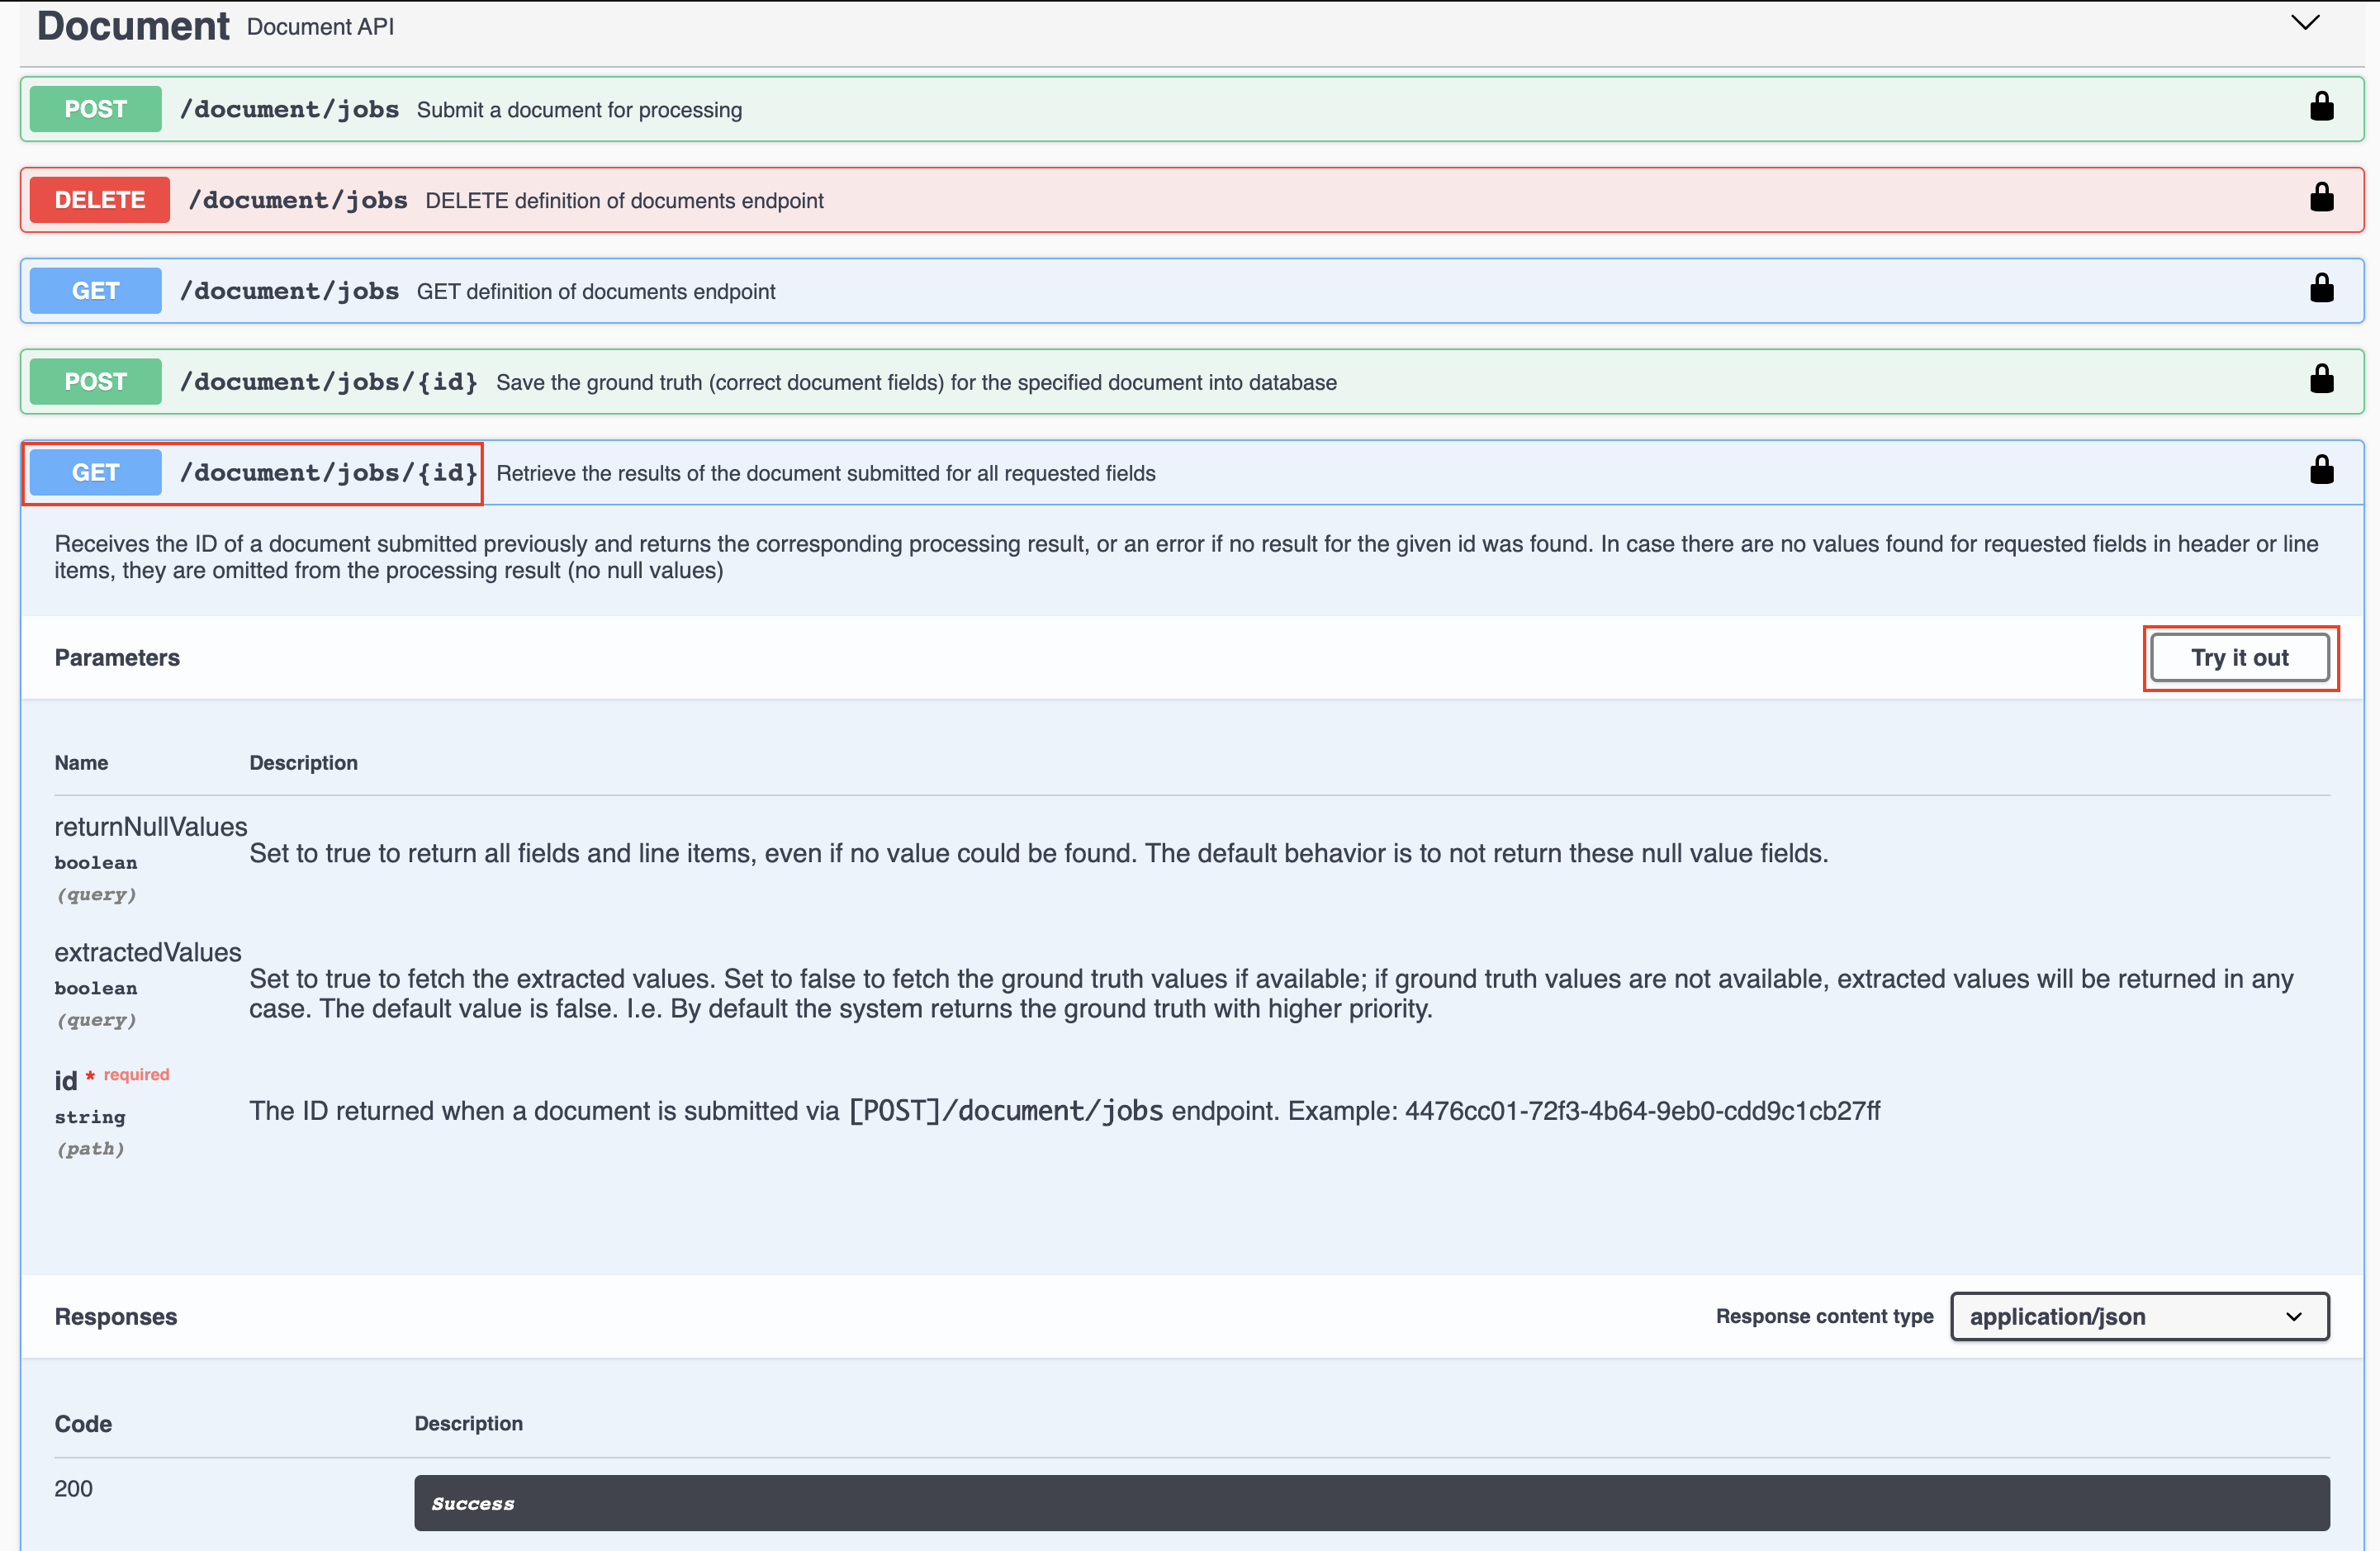 Document Document API
POST /document/jobs Submit a document for processing
DELETE /document/jobs DELETE definition of documents endpoint
GET /document/jobs GET definition of documents endpoint
POST /document/jobs/{id} Save the ground truth (correct document fields) for the specified document into database
GET /document/jobs/{id} Retrieve the results of the document submitted for all requested fields
Receives the ID of a document submitted previously and returns the corresponding processing result, or an error if no result for the given id was found. In case there are no values found for requested fields in header or line
items, they are omitted from the processing result (no null values)
Parameters Try it out
Name Description
returnNullValues
boolean
(query)
Set to true to return all fields and line items, even if no value could be found. The default behavior is to not return these null value fields.
extractedValues
boolean
(query)
Set to true to fetch the extracted values. Set to false to fetch the ground truth values if available; if ground truth values are not available, extracted values will be returned in any
case. The default value is false. I.e. By default the system returns the ground truth with higher priority.
id * required
string
(path)
The ID returned when a document is submitted via [POST]/document/jobs endpoint. Example: 4476cc01-72f3-4b64-9eb0-cdd9c1cb27ff
Responses Response content type application/json
Code Description
200 Success